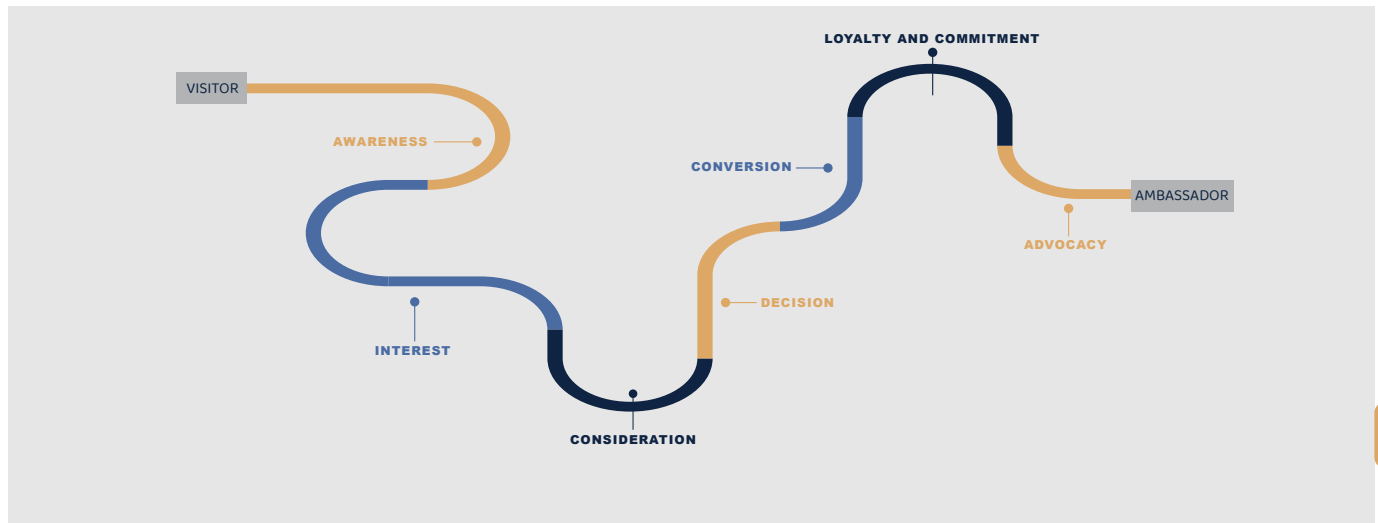 VISITOR
AWARENESS
INTEREST
CONSIDERATION
DECISION
CONVERSION
LOYALTY AND COMMITMENT
ADVOCACY
AMBASSADOR